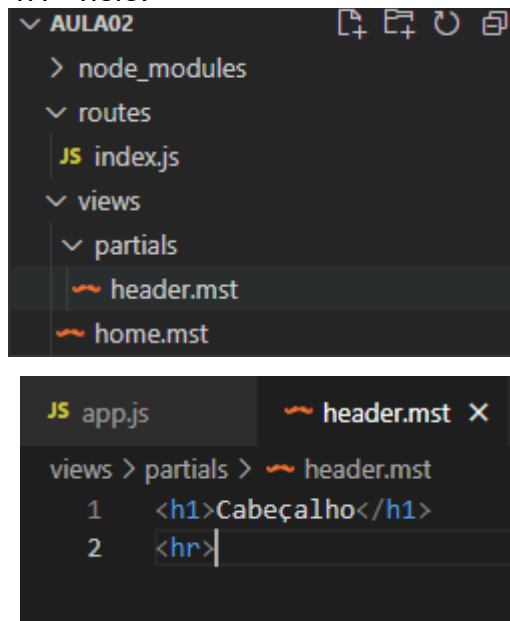 AULA02
node_modules
routes
JS index.js
views
partials
header.mst
home.mst
JS app.js header.mst ×
views > partials > header.mst
1 <h1>Cabeçalho</h1>
2 <hr>